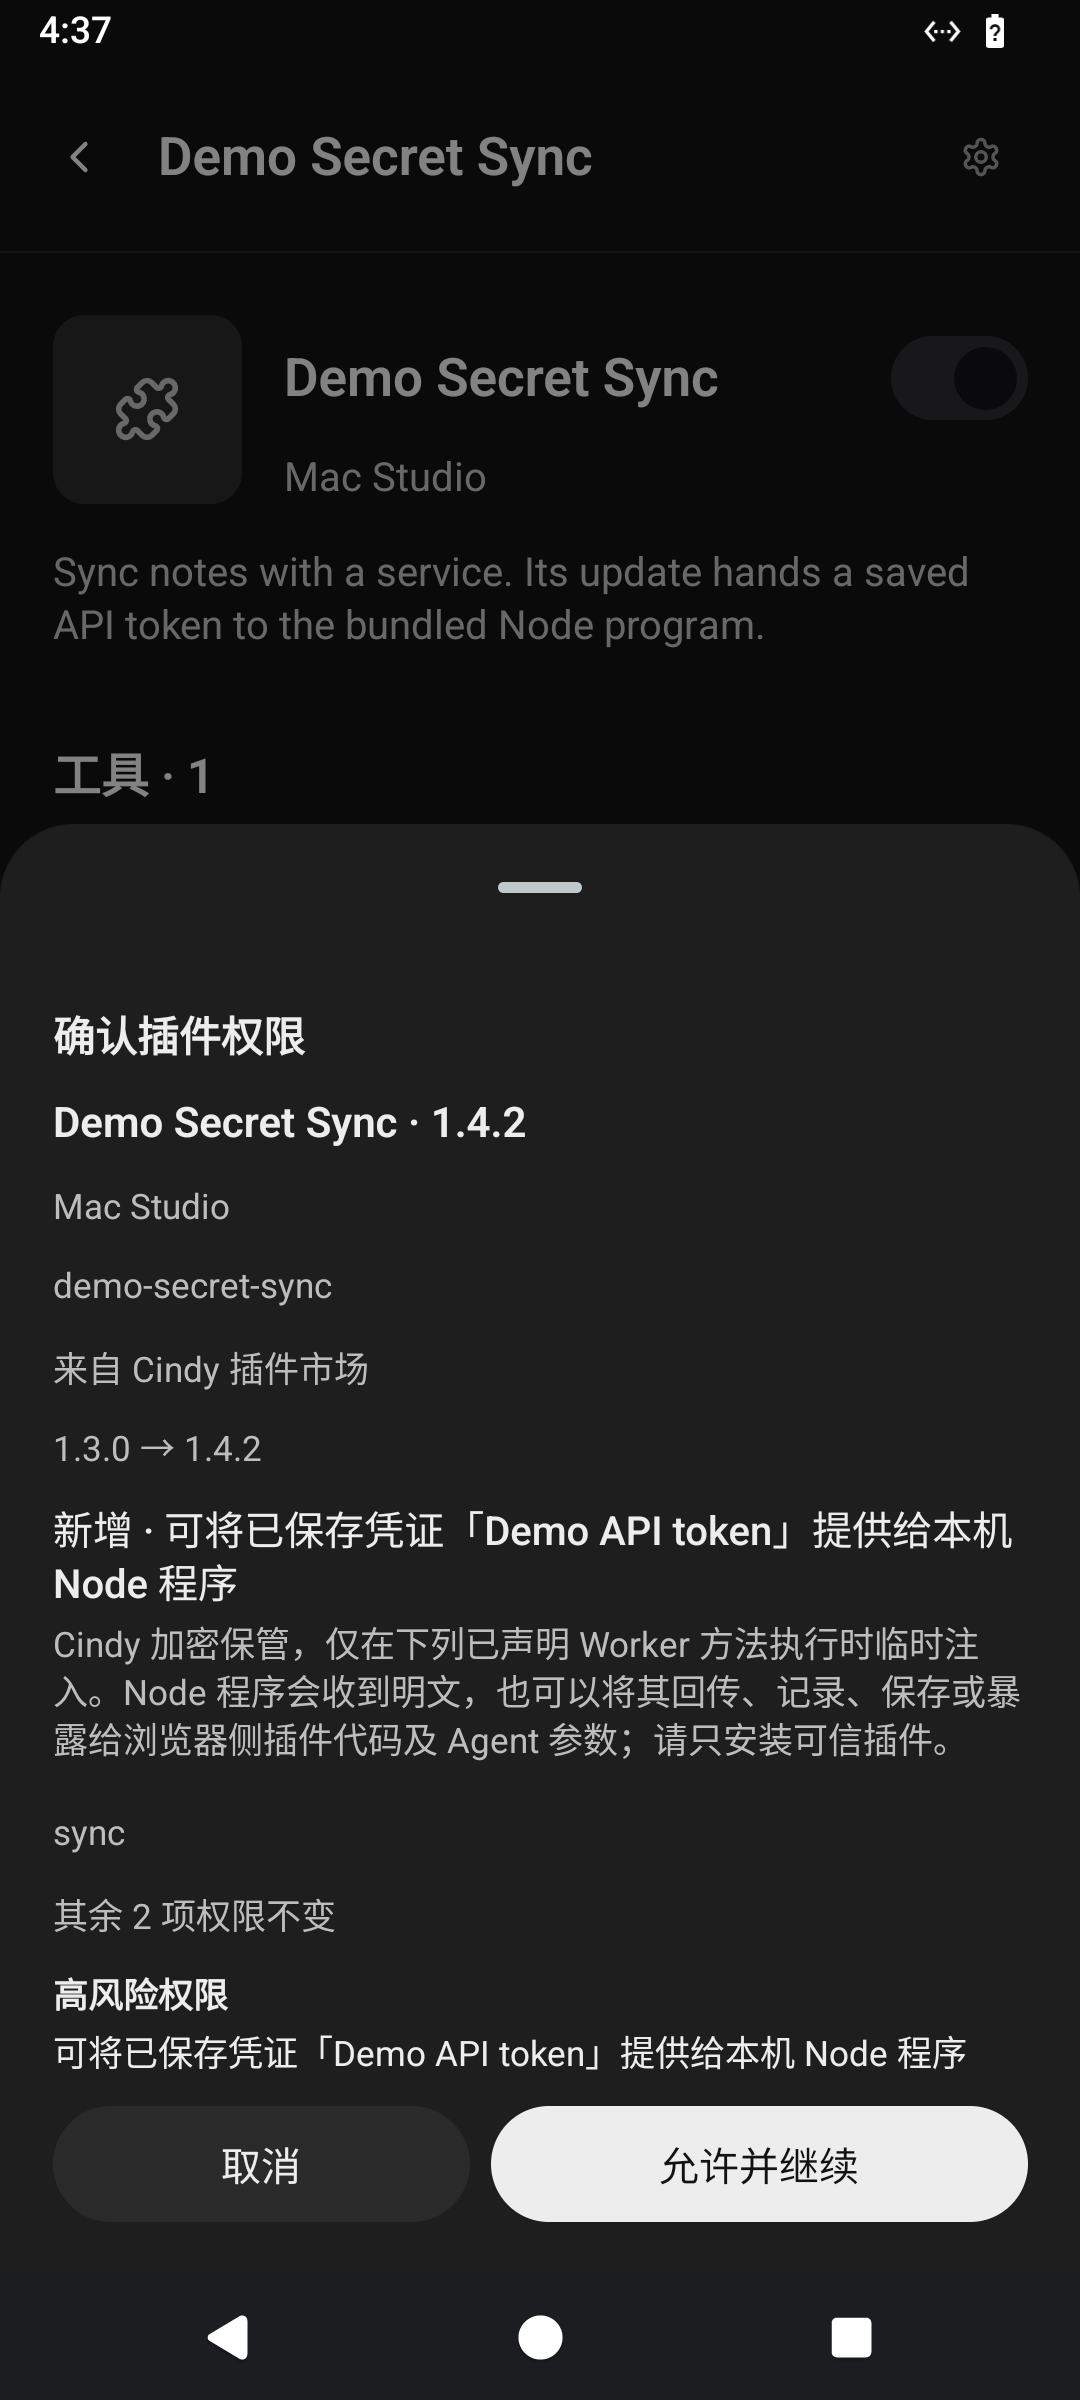 4:37
Demo Secret Sync
Demo Secret Sync
Mac Studio
Sync notes with a service. Its update hands a saved
API token to the bundled Node program.
工具 · 1
确认插件权限
Demo Secret Sync · 1.4.2
Mac Studio
demo-secret-sync
来自 Cindy 插件市场
1.3.0 → 1.4.2
新增 · 可将已保存凭证「Demo API token」提供给本机
Node 程序
Cindy 加密保管，仅在下列已声明 Worker 方法执行时临时注
入。Node 程序会收到明文，也可以将其回传、记录、保存或暴
露给浏览器侧插件代码及 Agent 参数；请只安装可信插件。
sync
其余 2 项权限不变
高风险权限
可将已保存凭证「Demo API token」提供给本机 Node 程序
取消
允许并继续